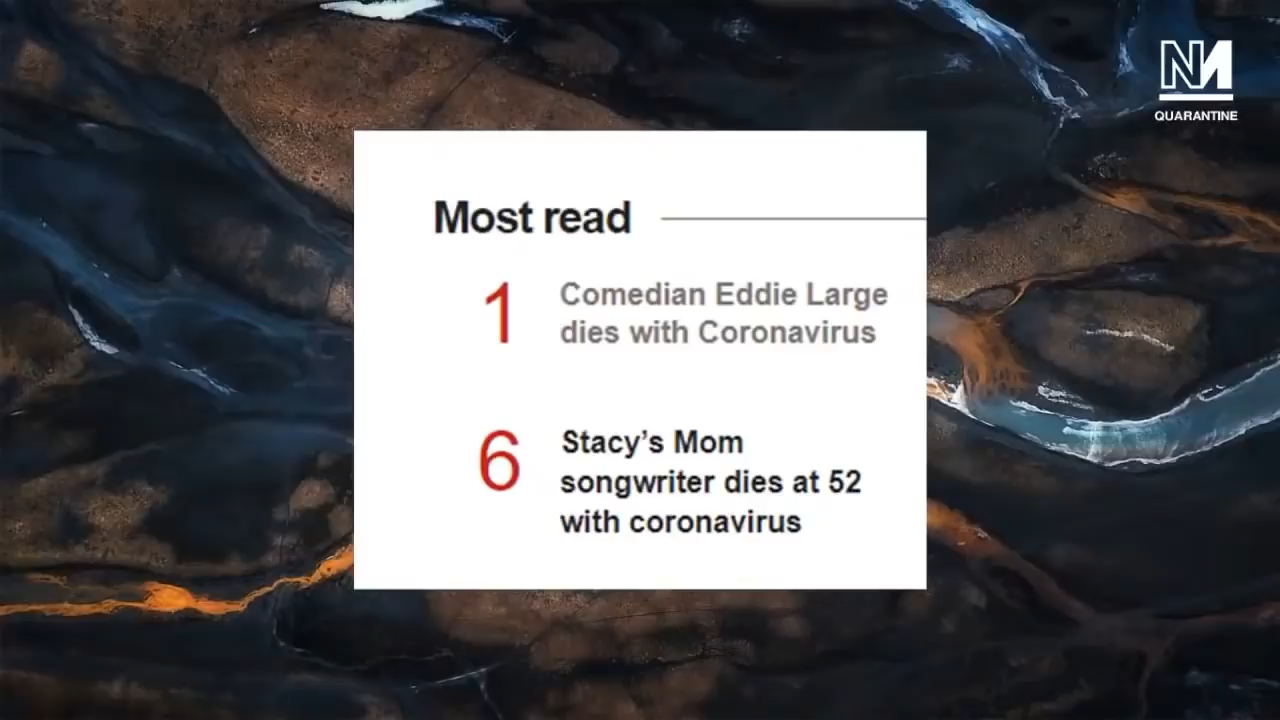 NM
QUARANTINE
Most read
1
Comedian Eddie Large
dies with Coronavirus
6
Stacy’s Mom
songwriter dies at 52
with coronavirus